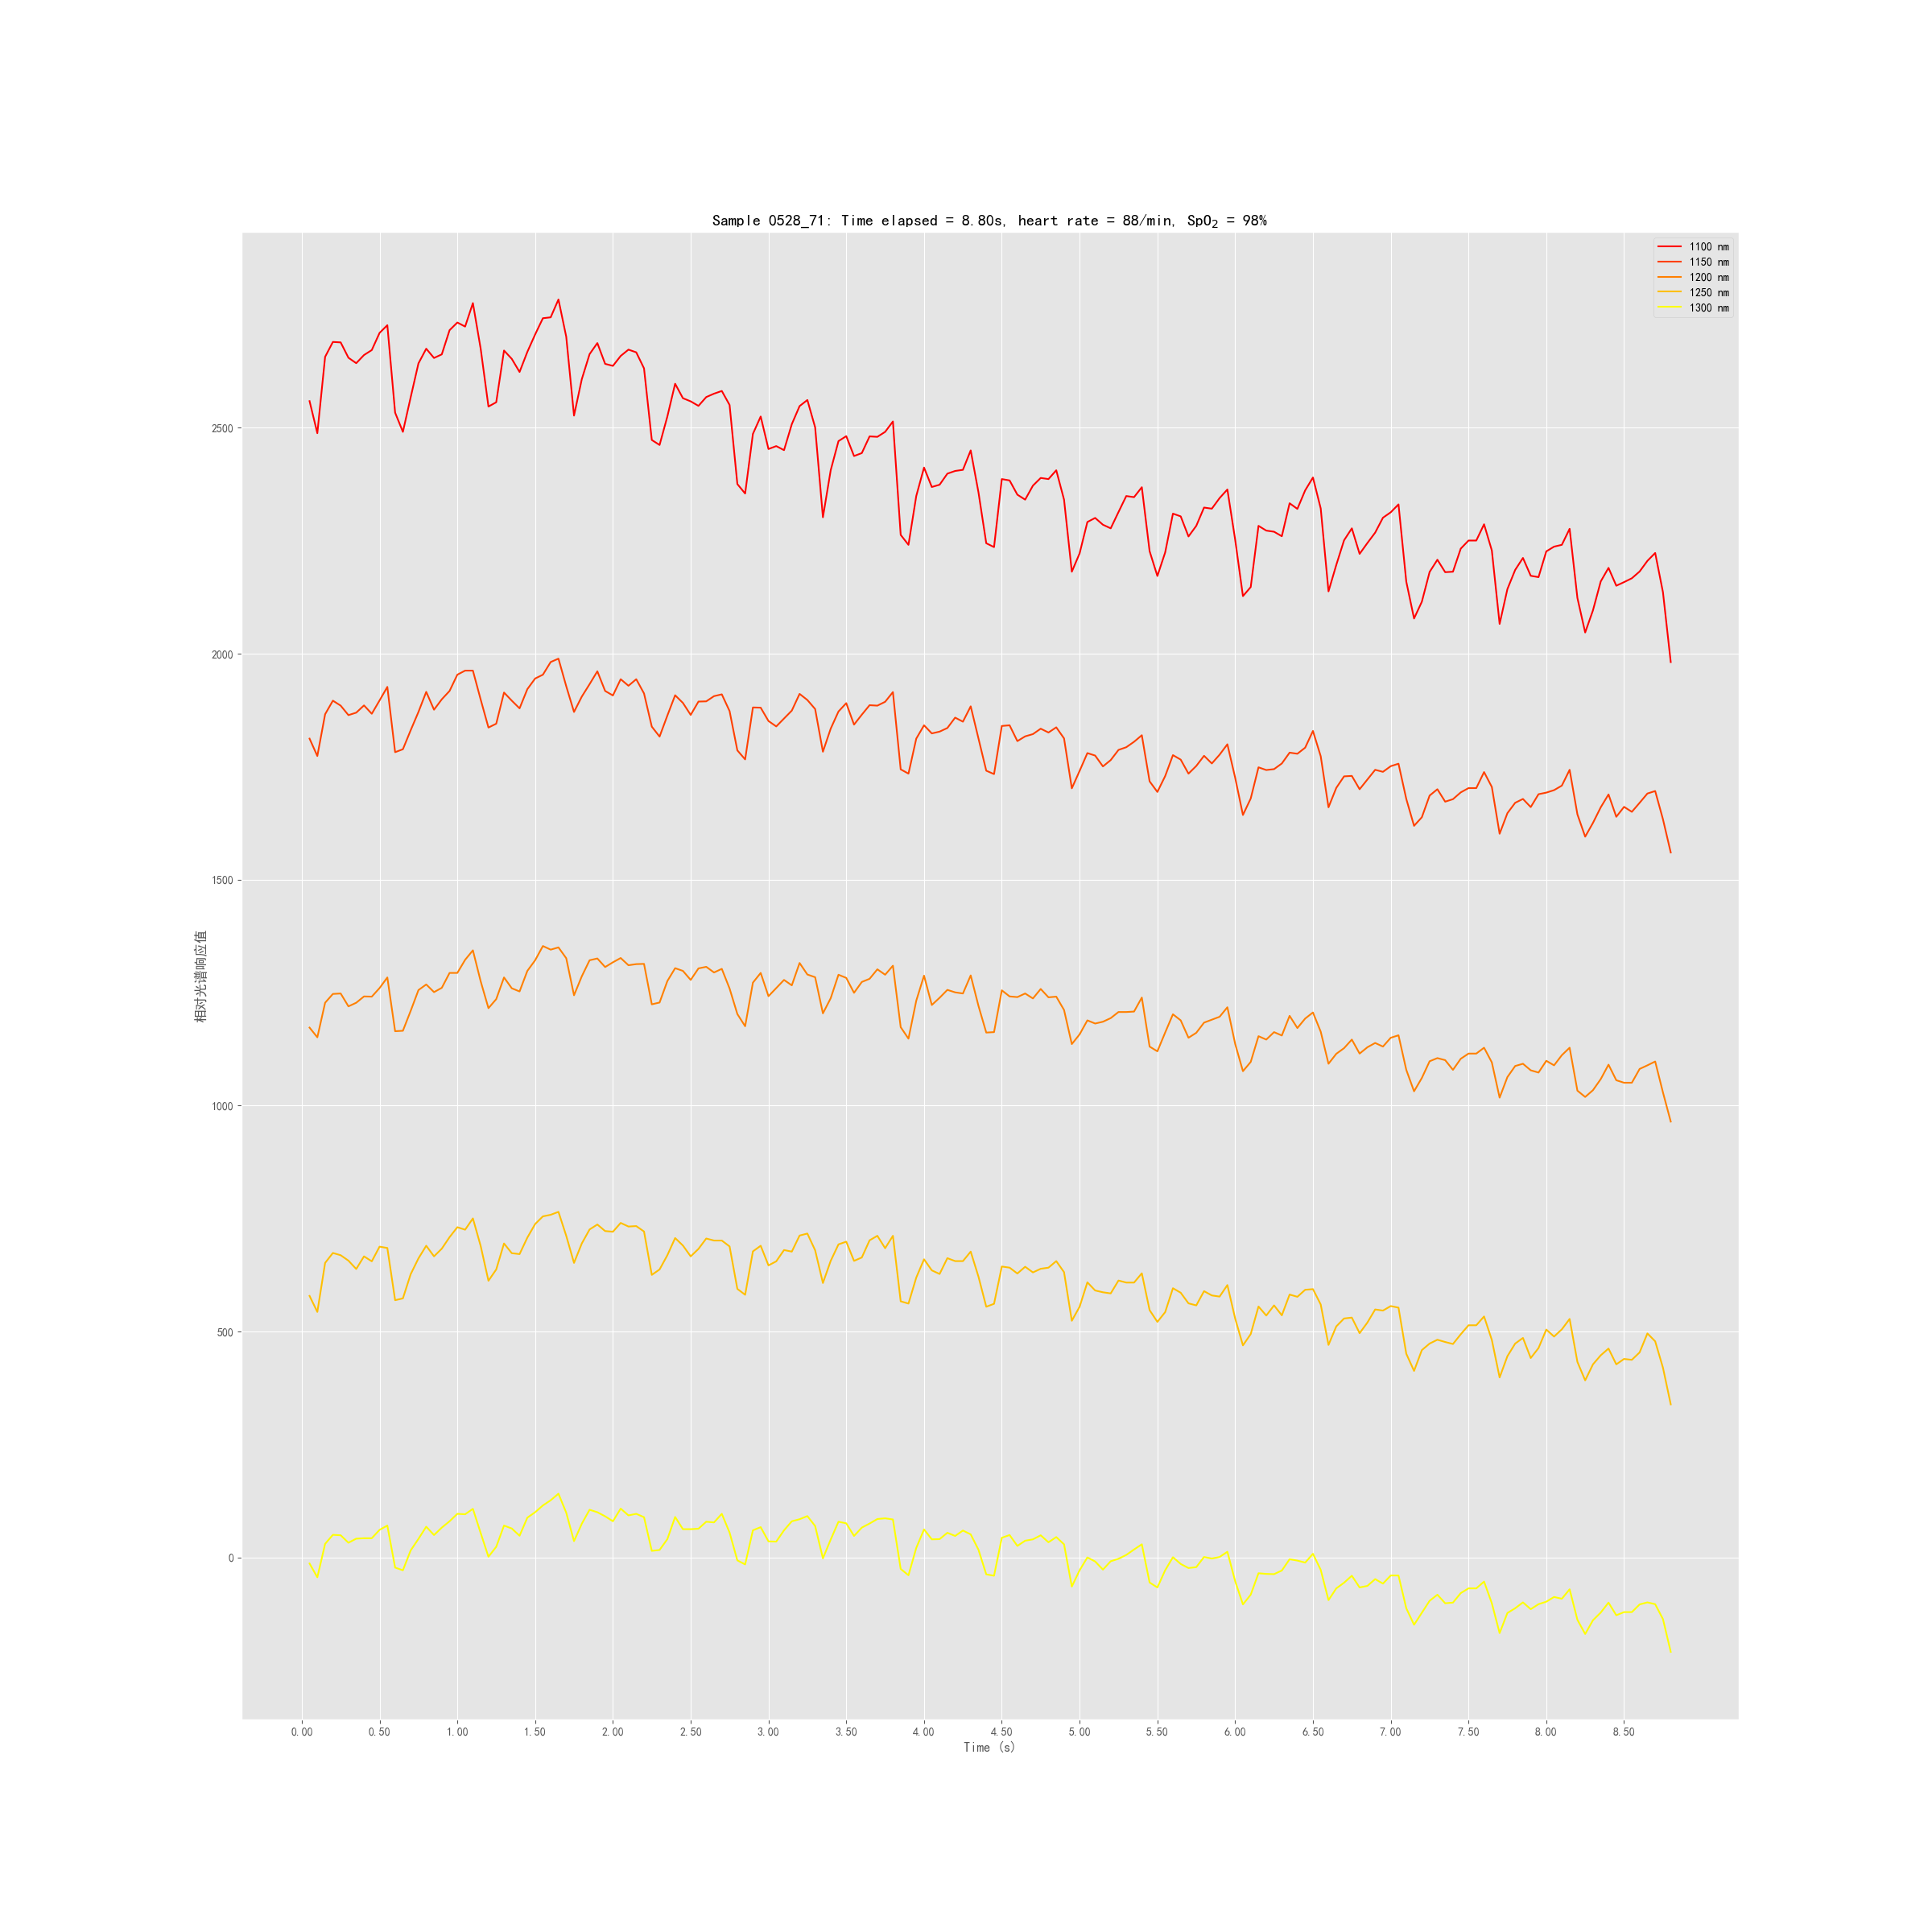 Sample 0528_71: Time elapsed = 8.80s, heart rate = 88/min, SpO₂ = 98%
1100 nm
1150 nm
1200 nm
1250 nm
1300 nm
2500
2000
1500
1000
500
0
相对光谱响应值
0.00 0.50 1.00 1.50 2.00 2.50 3.00 3.50 4.00 4.50 5.00 5.50 6.00 6.50 7.00 7.50 8.00 8.50
Time (s)